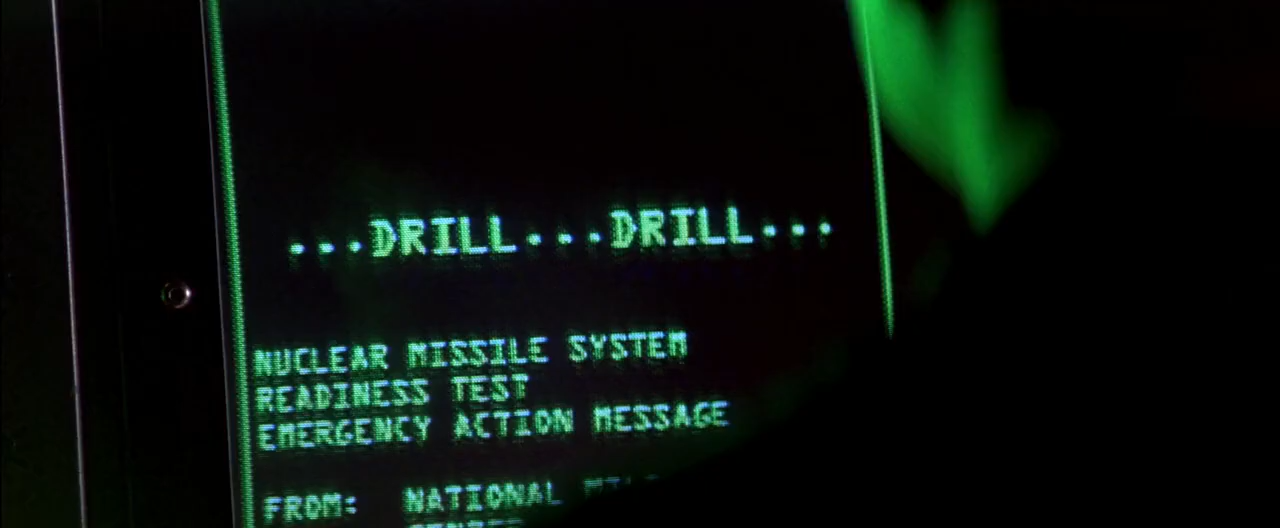 ...DRILL...DRILL...
NUCLEAR MISSILE SYSTEM
READINESS TEST
EMERGENCY ACTION MESSAGE
FROM: NATIONAL